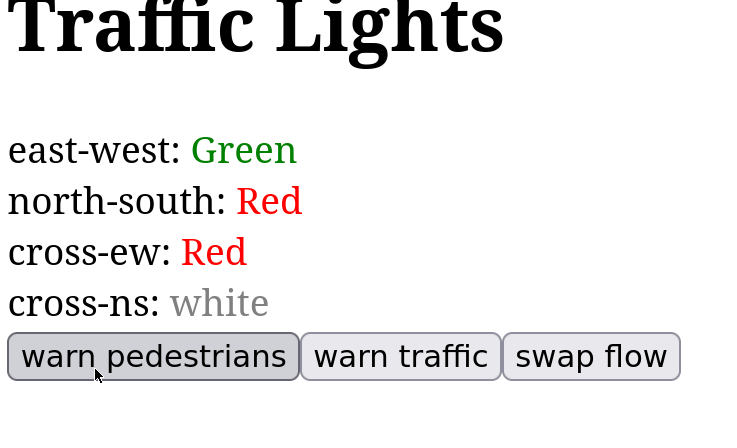 Traffic Lights
east-west: Green
north-south: Red
cross-ew: Red
cross-ns: white
warn pedestrians warn traffic swap flow